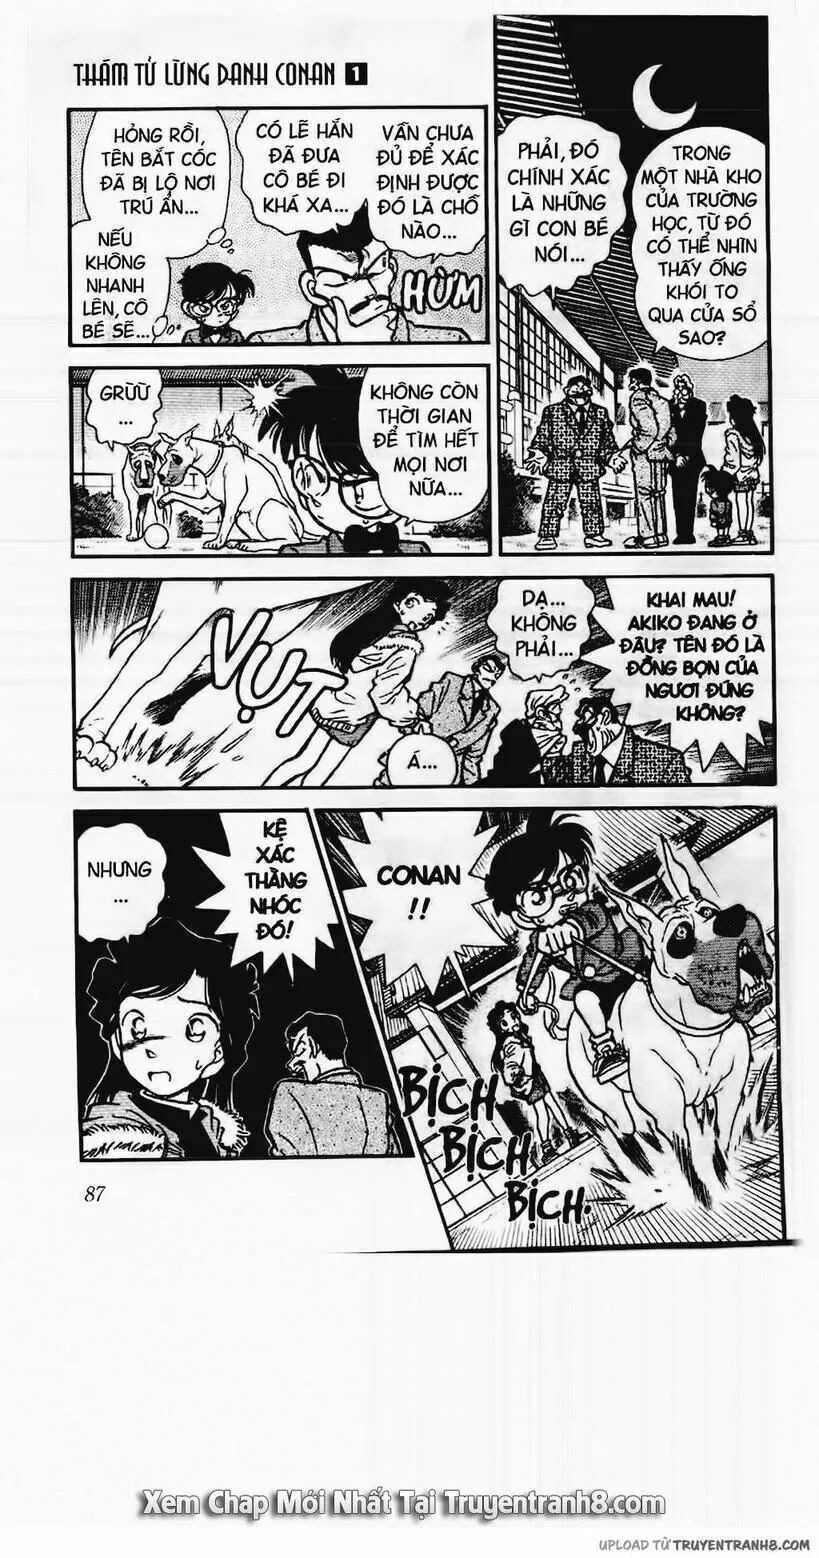 THÁM TỬ LỪNG DANH CONAN 1
TRONG
MỘT NHÀ KHO
CỦA TRƯỜNG
HỌC, TỪ ĐÓ
CÓ THỂ NHÌN
THẤY ỐNG
KHÓI TO
QUA CỬA SỔ
SAO?
PHẢI, ĐÓ
CHÍNH XÁC
LÀ NHỮNG
GÌ CON BÉ
NÓI...
VẪN CHƯA
ĐỦ ĐỂ XÁC
ĐỊNH ĐƯỢC
ĐÓ LÀ CHỖ
NÀO...
CÓ LẼ HẮN
ĐÃ ĐƯA
CÔ BÉ ĐI
KHÁ XA...
HỪM
HỎNG RỒI,
TÊN BẮT CÓC
ĐÃ BỊ LỘ NƠI
TRÚ ẨN...
NẾU
KHÔNG
NHANH
LÊN, CÔ
BÉ SẼ...
KHÔNG CÒN
THỜI GIAN
ĐỂ TÌM HẾT
MỌI NƠI
NỮA...
GRỪỪ
...
KHAI MAU!
AKIKO ĐANG Ở
ĐÂU? TÊN ĐÓ LÀ
ĐỒNG BỌN CỦA
NGƯƠI ĐÚNG
KHÔNG?
DẠ...
KHÔNG
PHẢI...
Á...
VỤT
CONAN
!!
BỊCH
BỊCH
BỊCH
KỆ
XÁC
THẰNG
NHÓC
ĐÓ!
NHƯNG
...
87
Xem Chap Mới Nhất Tại Truyentranh8.com
UPLOAD TỪ TRUYENTRANH8.COM